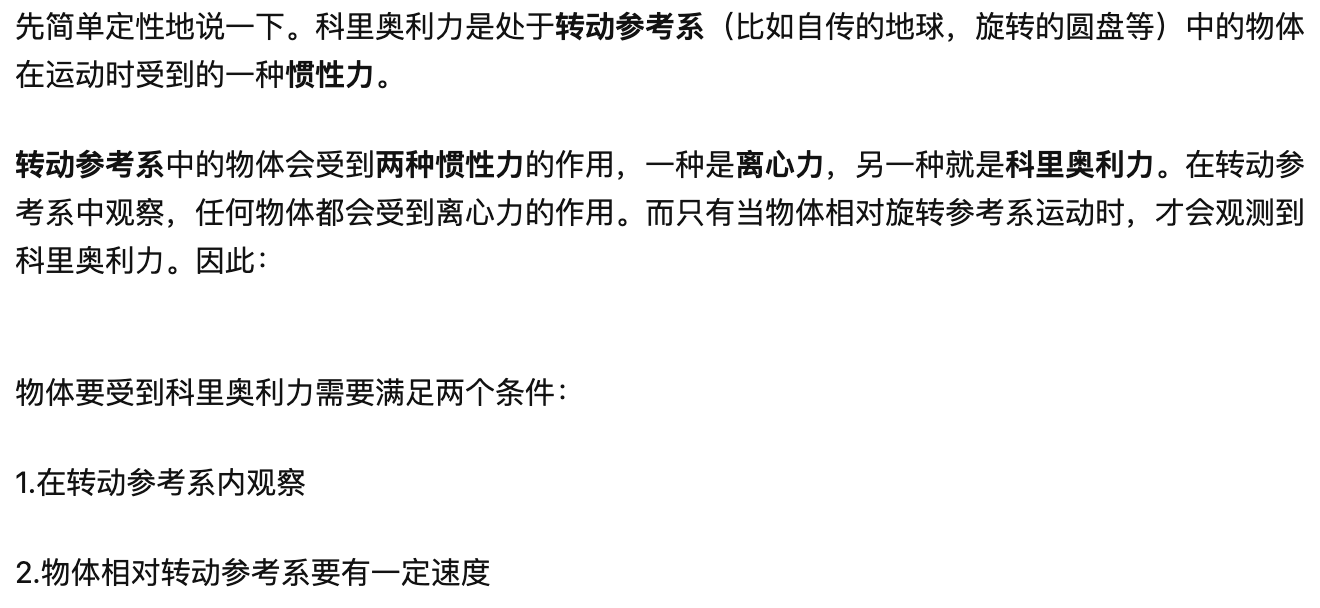 先简单定性地说一下。科里奥利力是处于转动参考系（比如自传的地球，旋转的圆盘等）中的物体
在运动时受到的一种惯性力。
转动参考系中的物体会受到两种惯性力的作用，一种是离心力，另一种就是科里奥利力。在转动参
考系中观察，任何物体都会受到离心力的作用。而只有当物体相对旋转参考系运动时，才会观测到
科里奥利力。因此：
物体要受到科里奥利力需要满足两个条件：
1.在转动参考系内观察
2.物体相对转动参考系要有一定速度